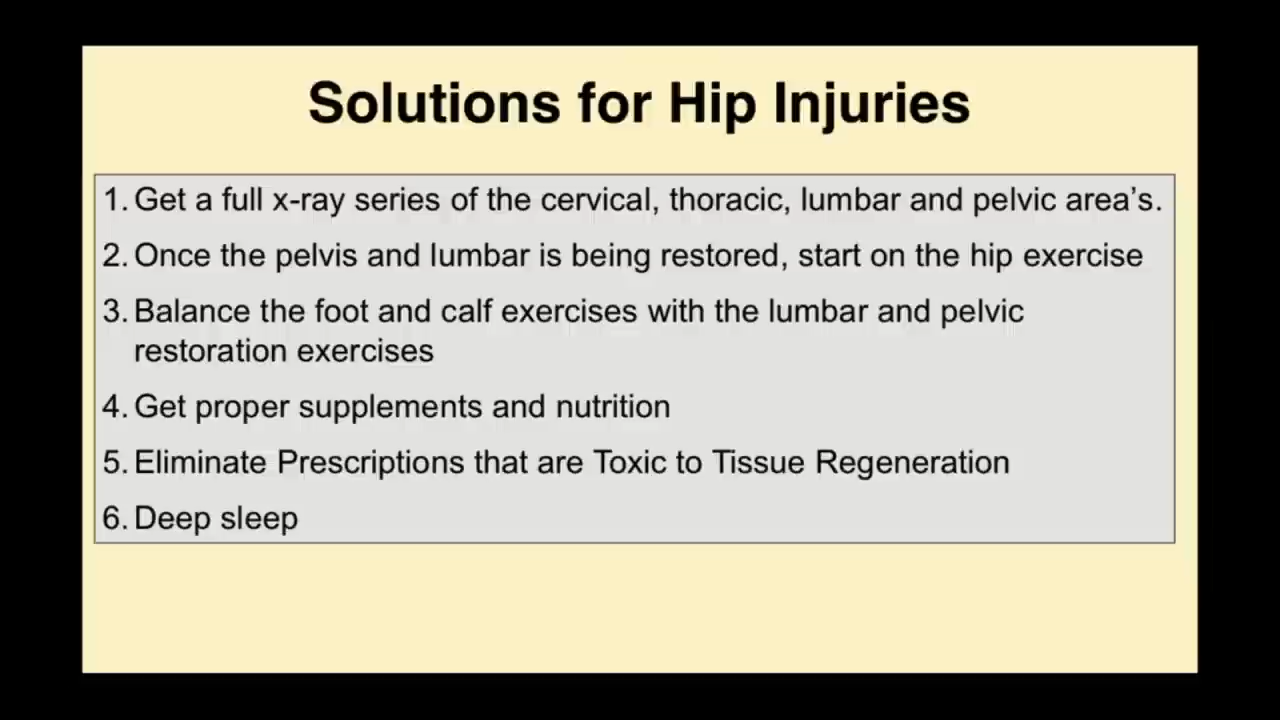 Solutions for Hip Injuries
1. Get a full x-ray series of the cervical, thoracic, lumbar and pelvic area’s.
2. Once the pelvis and lumbar is being restored, start on the hip exercise
3. Balance the foot and calf exercises with the lumbar and pelvic
restoration exercises
4. Get proper supplements and nutrition
5. Eliminate Prescriptions that are Toxic to Tissue Regeneration
6. Deep sleep